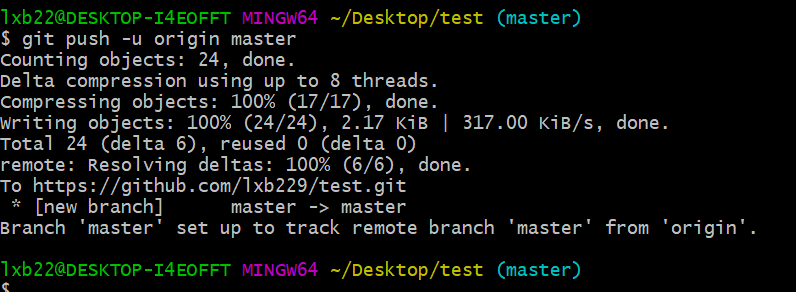 lxb22@DESKTOP-I4EOFFT MINGW64 ~/Desktop/test (master)
$ git push -u origin master
Counting objects: 24, done.
Delta compression using up to 8 threads.
Compressing objects: 100% (17/17), done.
Writing objects: 100% (24/24), 2.17 KiB | 317.00 KiB/s, done.
Total 24 (delta 6), reused 0 (delta 0)
remote: Resolving deltas: 100% (6/6), done.
To https://github.com/lxb229/test.git
 * [new branch]      master -> master
Branch 'master' set up to track remote branch 'master' from 'origin'.

lxb22@DESKTOP-I4EOFFT MINGW64 ~/Desktop/test (master)
$